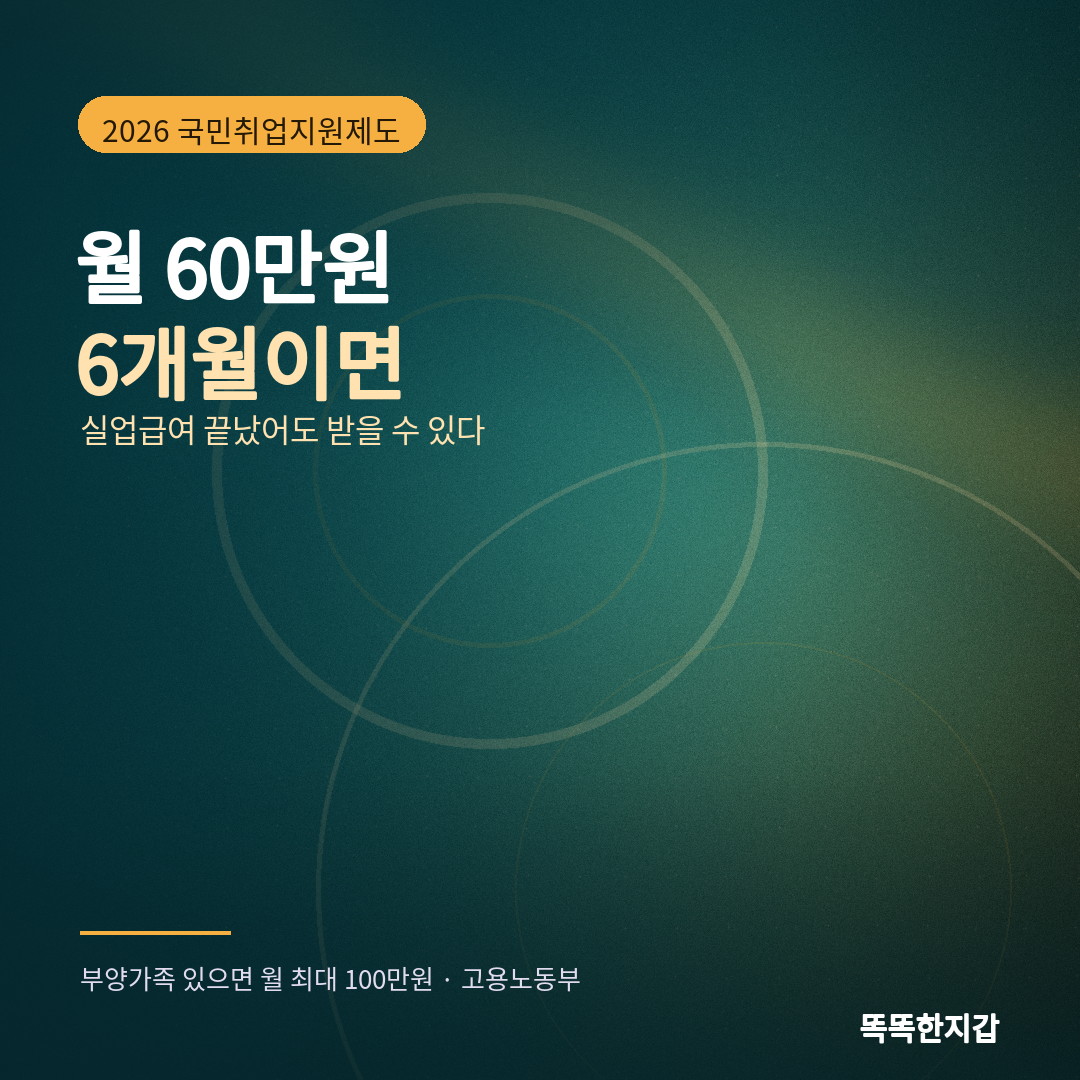 2026 국민취업지원제도
월 60만원
6개월이면
실업급여 끝났어도 받을 수 있다
부양가족 있으면 월 최대 100만원 · 고용노동부
똑똑한지갑